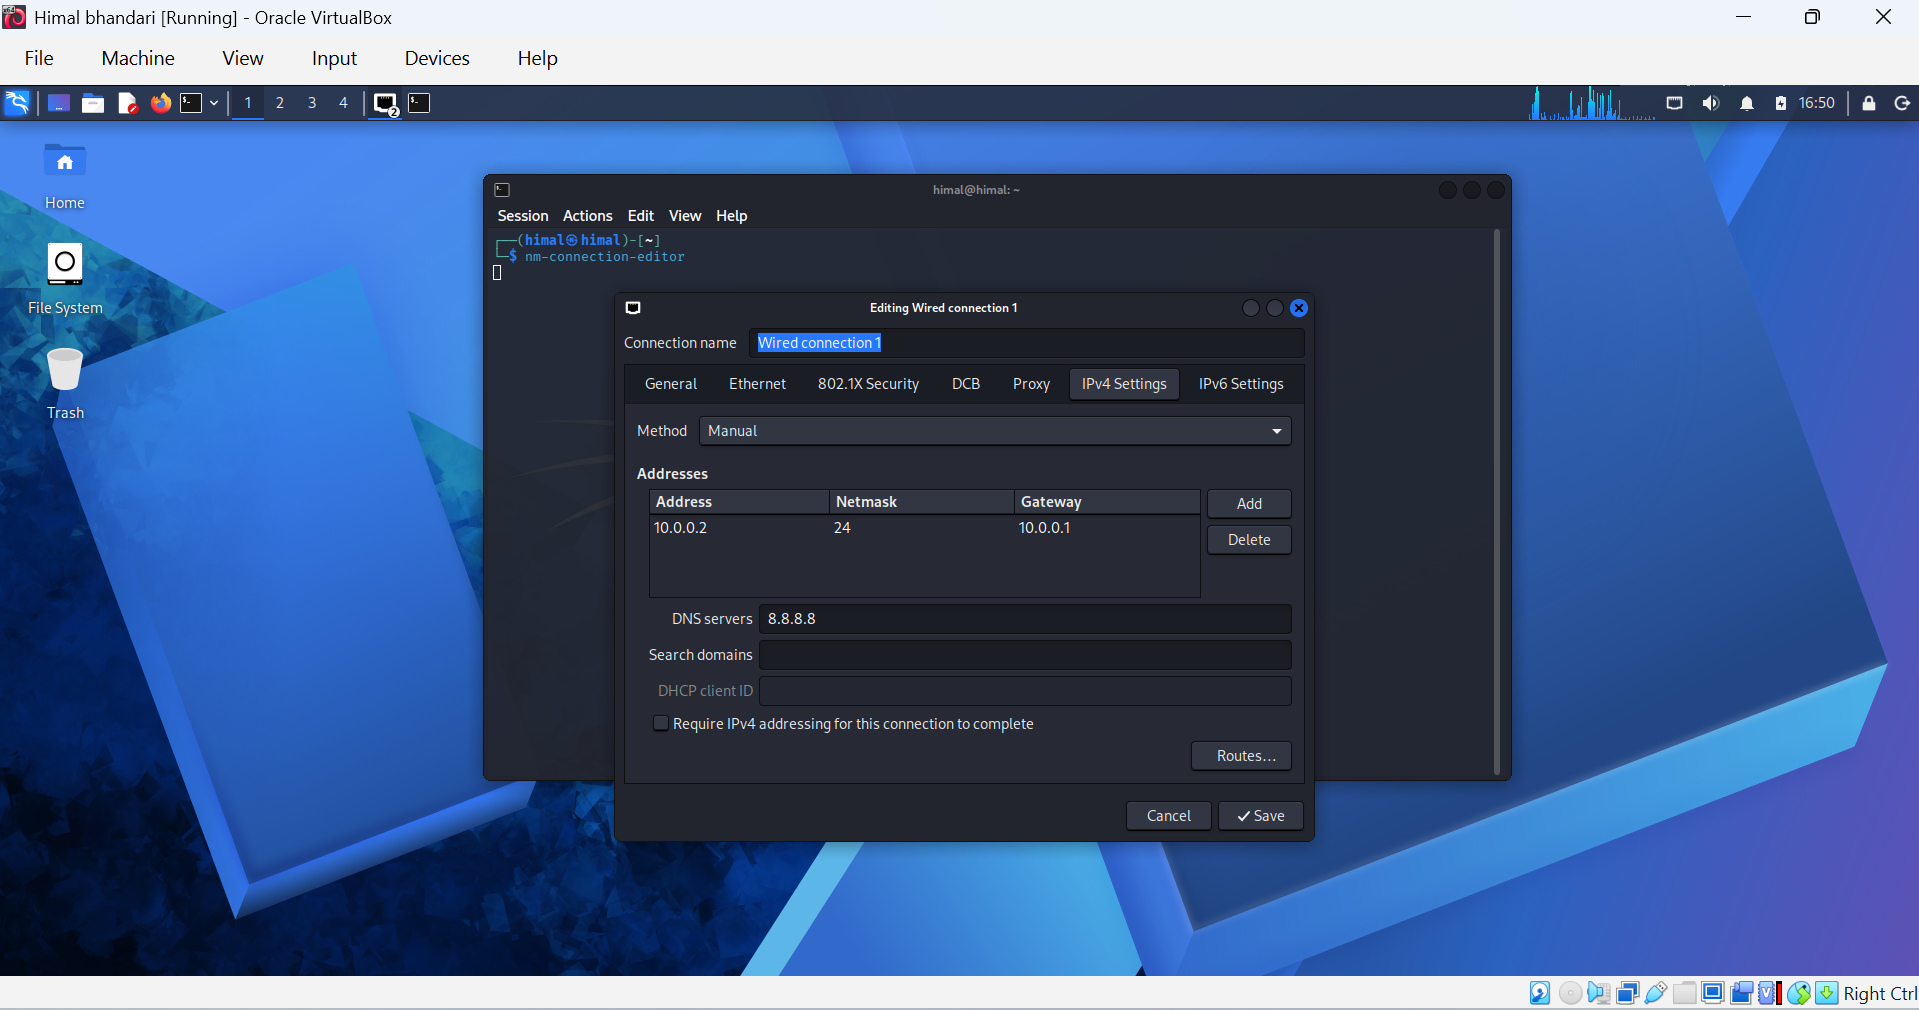 Himal bhandari [Running] - Oracle VirtualBox
File Machine View Input Devices Help
1 2 3 4 2 16:50
Home
File System
Trash
himal@himal: ~
Session Actions Edit View Help
┌──(himal㉿himal)-[~]
└─$ nm-connection-editor
Editing Wired connection 1
Connection name Wired connection 1
General Ethernet 802.1X Security DCB Proxy IPv4 Settings IPv6 Settings
Method Manual
Addresses
Address Netmask Gateway Add
10.0.0.2 24 10.0.0.1
Delete
DNS servers 8.8.8.8
Search domains
DHCP client ID
Require IPv4 addressing for this connection to complete
Routes...
Cancel Save
Right Ctrl